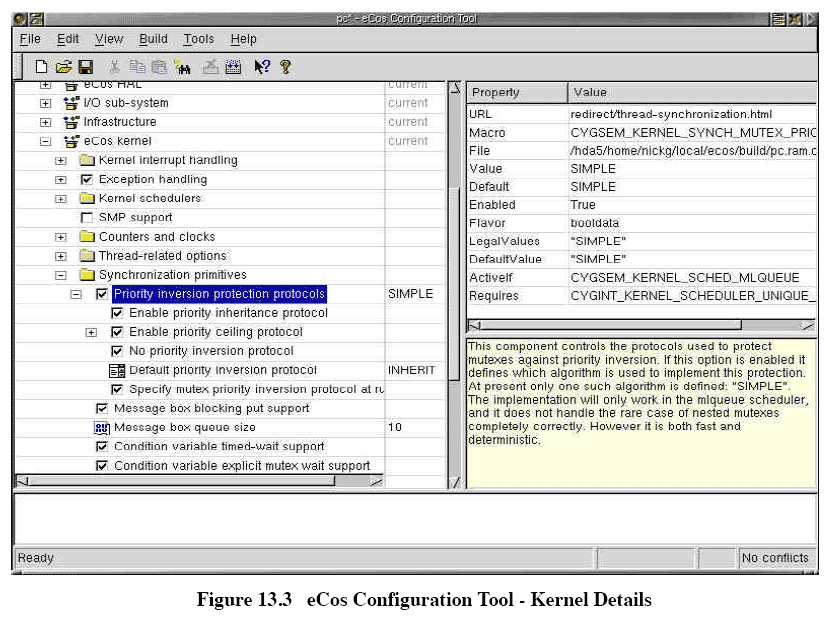 pc* - eCos Configuration Tool
File Edit View Build Tools Help
eCos HAL current
I/O sub-system current
Infrastructure current
eCos kernel current
Kernel interrupt handling
Exception handling
Kernel schedulers
SMP support
Counters and clocks
Thread-related options
Synchronization primitives
Priority inversion protection protocols SIMPLE
Enable priority inheritance protocol
Enable priority ceiling protocol
No priority inversion protocol
Default priority inversion protocol INHERIT
Specify mutex priority inversion protocol at ru
Message box blocking put support
Message box queue size 10
Condition variable timed-wait support
Condition variable explicit mutex wait support
Property Value
URL redirect/thread-synchronization.html
Macro CYGSEM_KERNEL_SYNCH_MUTEX_PRIO
File /hda5/home/nickg/local/ecos/build/pc.ram.c
Value SIMPLE
Default SIMPLE
Enabled True
Flavor booldata
LegalValues "SIMPLE"
DefaultValue "SIMPLE"
ActiveIf CYGSEM_KERNEL_SCHED_MLQUEUE
Requires CYGINT_KERNEL_SCHEDULER_UNIQUE_
This component controls the protocols used to protect
mutexes against priority inversion. If this option is enabled it
defines which algorithm is used to implement this protection.
At present only one such algorithm is defined: "SIMPLE".
The implementation will only work in the mlqueue scheduler,
and it does not handle the rare case of nested mutexes
completely correctly. However it is both fast and
deterministic.
Ready No conflicts
Figure 13.3 eCos Configuration Tool - Kernel Details